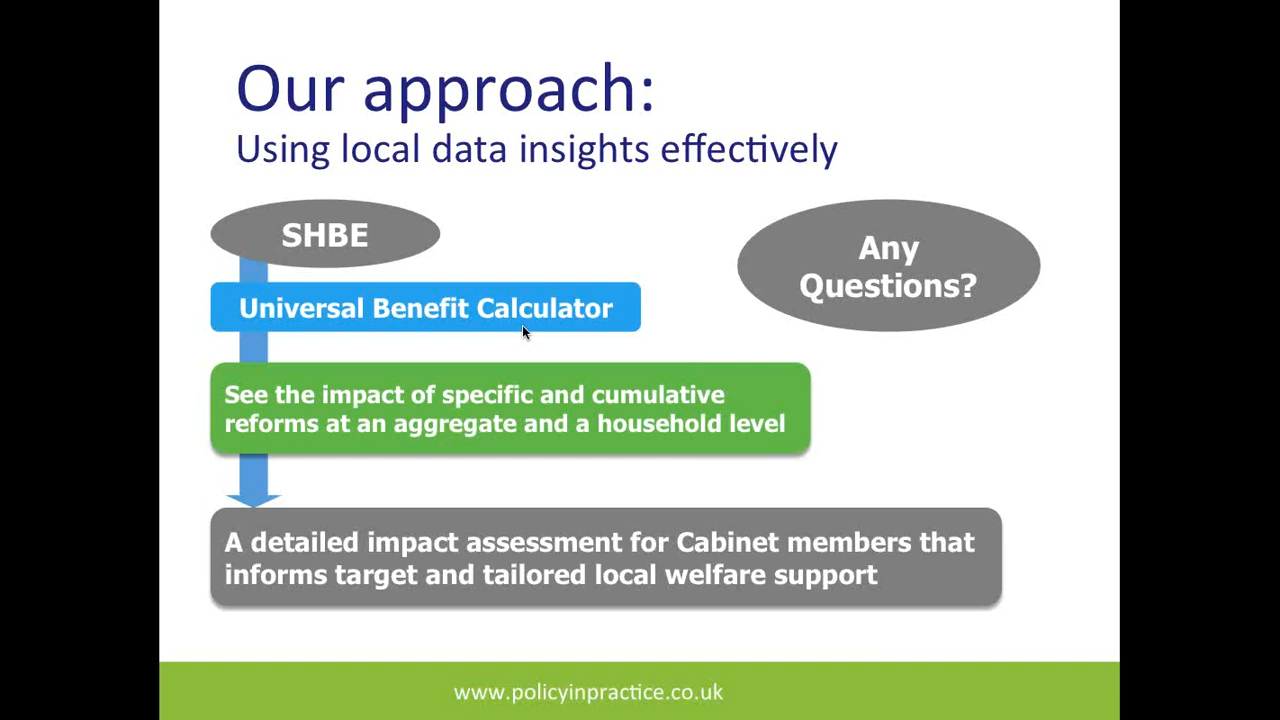 Our approach:
Using local data insights effectively
SHBE
Any
Questions?
Universal Benefit Calculator
See the impact of specific and cumulative
reforms at an aggregate and a household level
A detailed impact assessment for Cabinet members that
informs target and tailored local welfare support
www.policyinpractice.co.uk